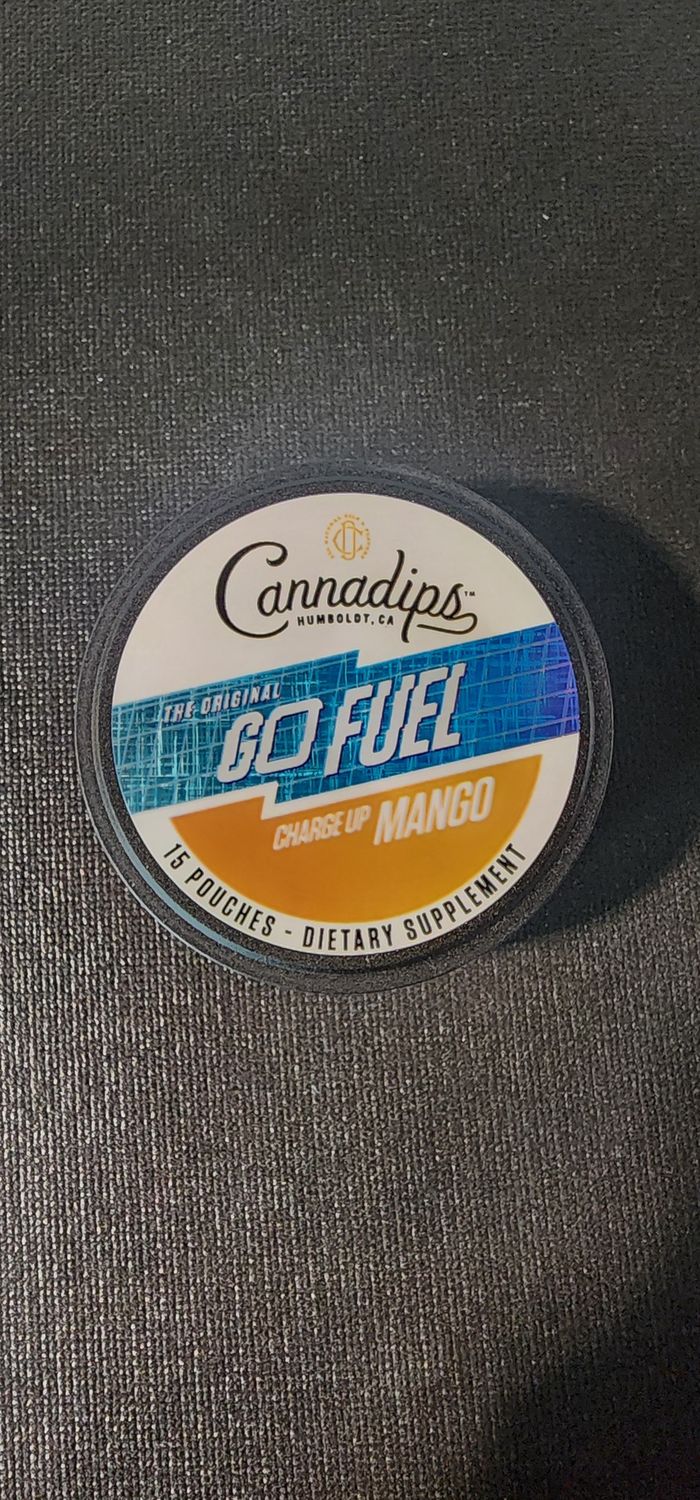 Cannadips™
HUMBOLDT, CA
THE ORIGINAL
GO FUEL
CHARGE UP MANGO
15 POUCHES - DIETARY SUPPLEMENT